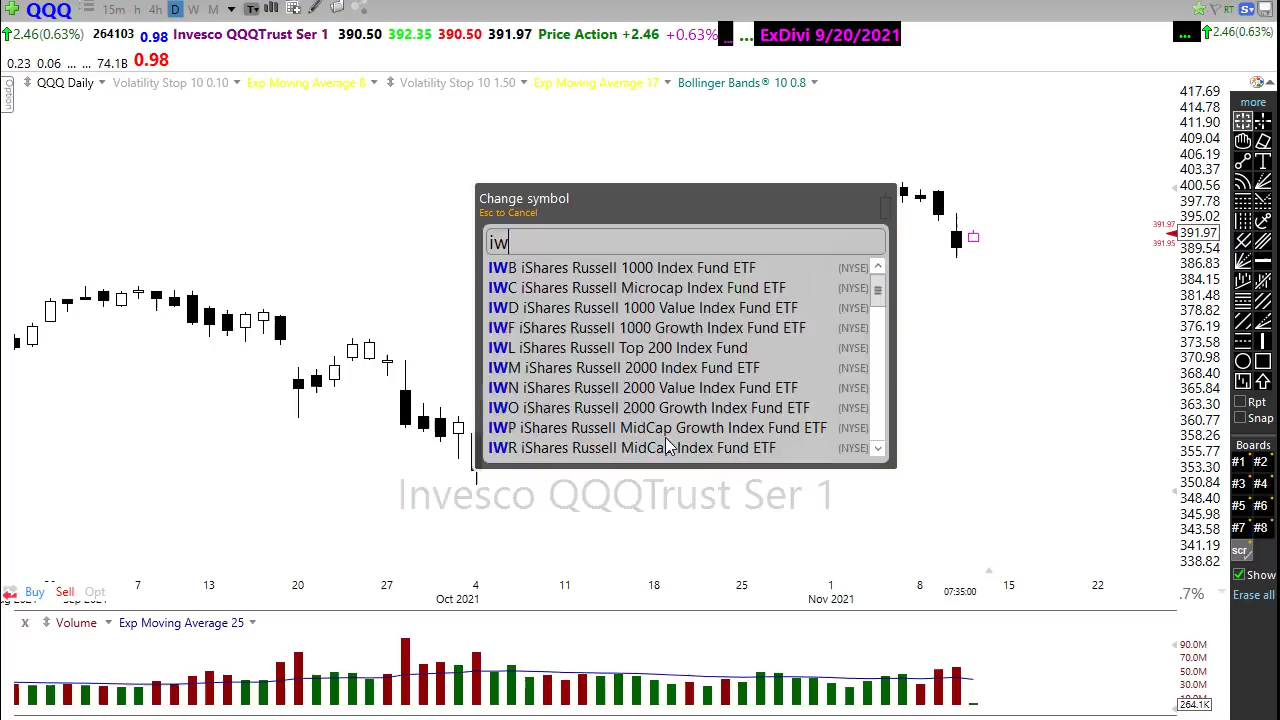 QQQ 15m h 4h D W M T RT S
2.46(0.63%) 264103 0.98 Invesco QQQTrust Ser 1 390.50 392.35 390.50 391.97 Price Action +2.46 +0.63% ... ... ExDivi 9/20/2021 ... 2.46(0.63%)
0.23 0.06 ... ... 74.1B 0.98
Option
QQQ Daily Volatility Stop 10 0.10 Exp Moving Average 8 Volatility Stop 10 1.50 Exp Moving Average 17 Bollinger Bands® 10 0.8
417.69
414.78
411.90
409.04
406.19
403.37
400.56
397.78
395.02
391.97
391.97
391.95
389.54
386.83
384.15
381.48
378.82
376.19
373.57
370.98
368.40
365.84
363.30
360.77
358.26
355.77
353.30
350.84
348.40
345.98
343.58
341.19
338.82
more
Rpt
Snap
Boards
#1 #2
#3 #4
#5 #6
#7 #8
scr
Show
Erase all
Change symbol
Esc to Cancel
iw
IWB iShares Russell 1000 Index Fund ETF (NYSE)
IWC iShares Russell Microcap Index Fund ETF (NYSE)
IWD iShares Russell 1000 Value Index Fund ETF (NYSE)
IWF iShares Russell 1000 Growth Index Fund ETF (NYSE)
IWL iShares Russell Top 200 Index Fund (NYSE)
IWM iShares Russell 2000 Index Fund ETF (NYSE)
IWN iShares Russell 2000 Value Index Fund ETF (NYSE)
IWO iShares Russell 2000 Growth Index Fund ETF (NYSE)
IWP iShares Russell MidCap Growth Index Fund ETF (NYSE)
IWR iShares Russell MidCap Index Fund ETF (NYSE)
Invesco QQQTrust Ser 1
7 13 20 27 4 11 18 25 1 8 15 22
Buy Sell Opt Oct 2021 Nov 2021 07:35:00 .7%
x Volume Exp Moving Average 25
90.0M
70.0M
50.0M
30.0M
264.1K